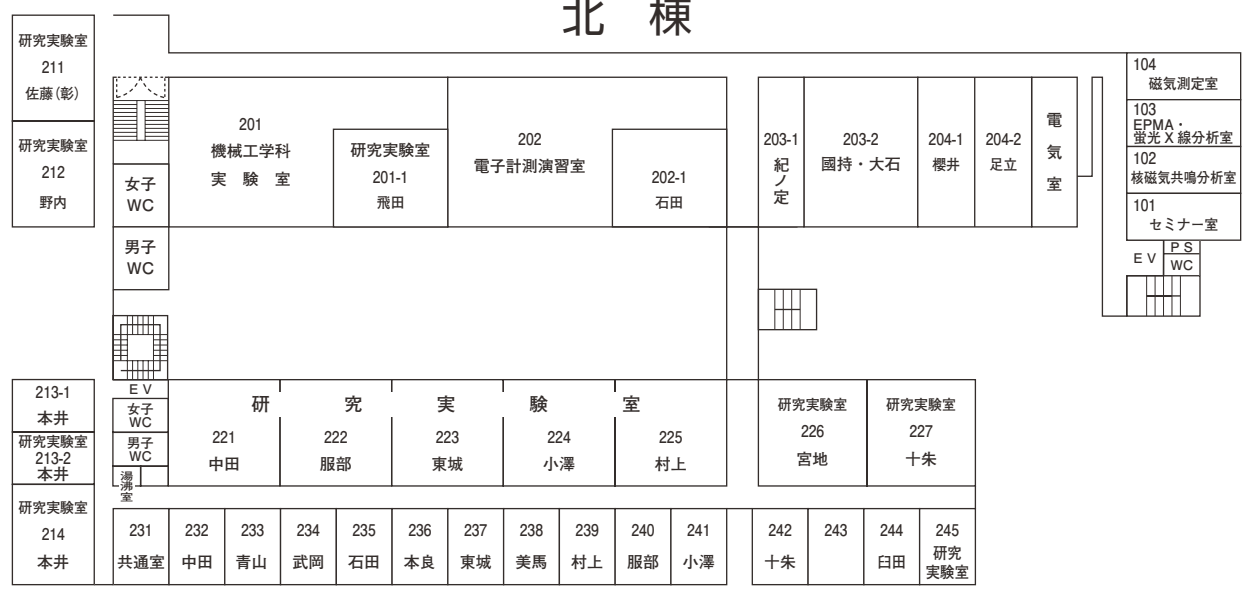 北 棟
研究実験室
211
佐藤(彰)
研究実験室
212
野内
女子
WC
男子
WC
201
機械工学科
実 験 室
研究実験室
201-1
飛田
202
電子計測演習室
202-1
石田
203-1
紀ノ定
203-2
國持・大石
204-1
櫻井
204-2
足立
電気室
104
磁気測定室
103
EPMA・
蛍光X線分析室
102
核磁気共鳴分析室
101
セミナー室
EV
PS
WC
213-1
本井
研究実験室
213-2
本井
研究実験室
214
本井
EV
女子
WC
男子
WC
湯沸室
研 究 実 験 室
221
中田
222
服部
223
東城
224
小澤
225
村上
研究実験室
226
宮地
研究実験室
227
十朱
231
共通室
232
中田
233
青山
234
武岡
235
石田
236
本良
237
東城
238
美馬
239
村上
240
服部
241
小澤
242
十朱
243
244
臼田
245
研究
実験室